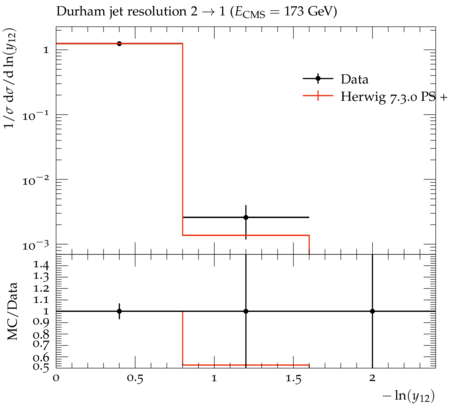 Durham jet resolution 2 → 1 (E_CMS = 173 GeV)
1/σ dσ/d ln(y_12)
1
10^−1
10^−2
10^−3
Data
Herwig 7.3.0 PS +
MC/Data
1.4
1.3
1.2
1.1
1
0.9
0.8
0.7
0.6
0.5
0 0.5 1 1.5 2
− ln(y_12)